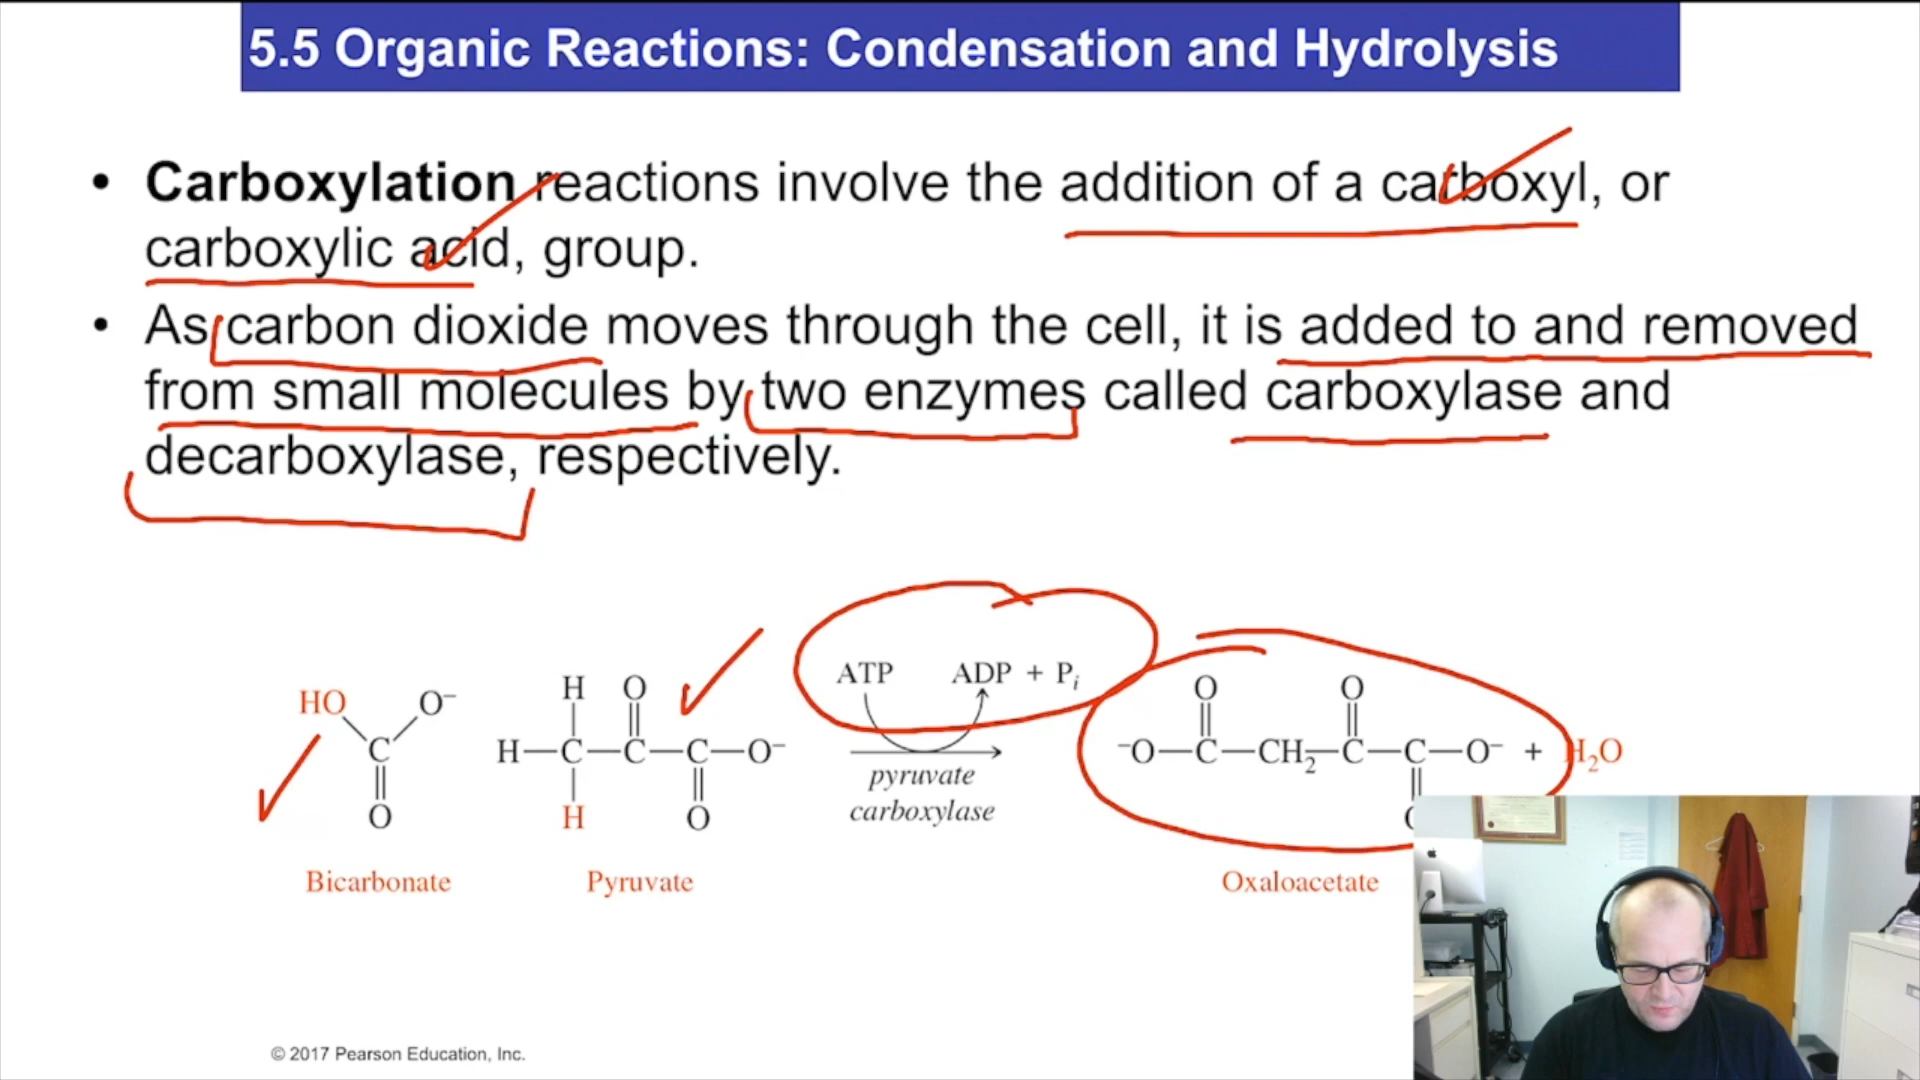 5.5 Organic Reactions: Condensation and Hydrolysis
• Carboxylation reactions involve the addition of a carboxyl, or
carboxylic acid, group.
• As carbon dioxide moves through the cell, it is added to and removed
from small molecules by two enzymes called carboxylase and
decarboxylase, respectively.
ATP ADP + Pi
HO O⁻ H O O O
C H—C—C—C—O⁻ ⁻O—C—CH₂—C—C—O⁻ + H₂O
pyruvate
carboxylase
O H O
Bicarbonate Pyruvate Oxaloacetate
© 2017 Pearson Education, Inc.